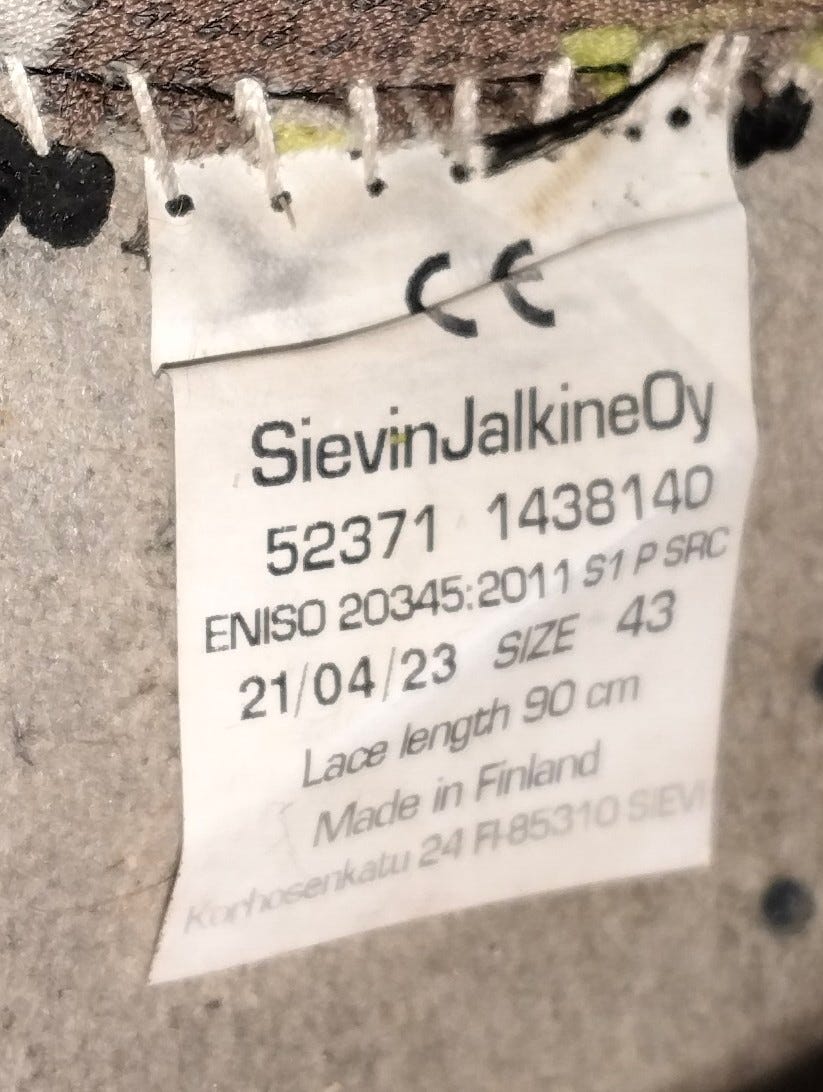 CE
SievinJalkineOy
52371 1438140
ENISO 20345:2011 S1 P SRC
21/04/23 SIZE 43
Lace length 90 cm
Made in Finland
Korhosenkatu 24 FI-85310 SIEVI